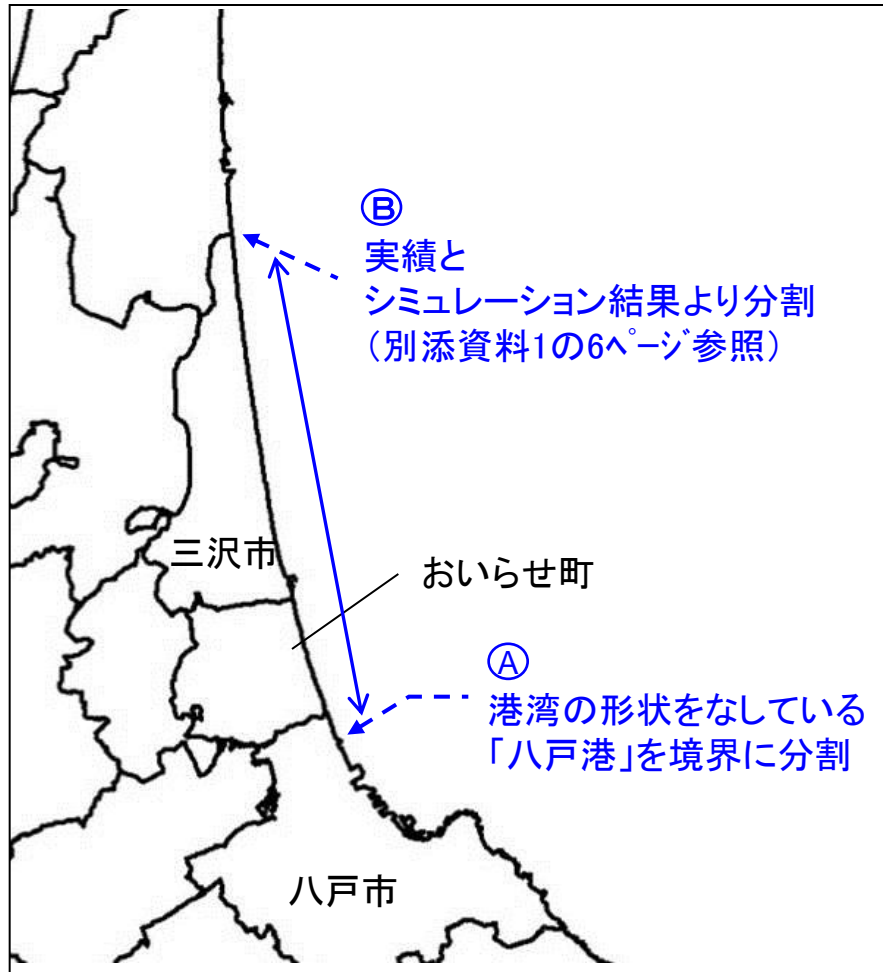 Ⓑ
実績と
シミュレーション結果より分割
（別添資料1の6ﾍﾟｰｼﾞ参照）
三沢市
おいらせ町
Ⓐ
港湾の形状をなしている
「八戸港」を境界に分割
八戸市